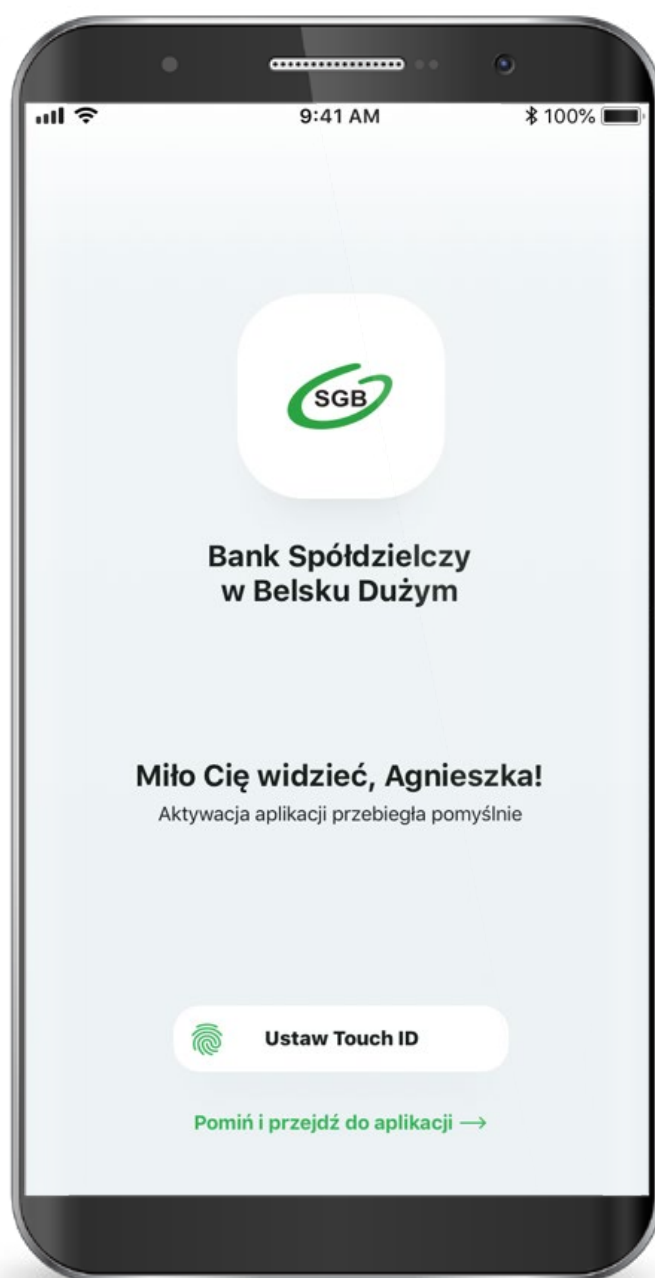 9:41 AM
100%
SGB
Bank Spółdzielczy
w Belsku Dużym
Miło Cię widzieć, Agnieszka!
Aktywacja aplikacji przebiegła pomyślnie
Ustaw Touch ID
Pomiń i przejdź do aplikacji →